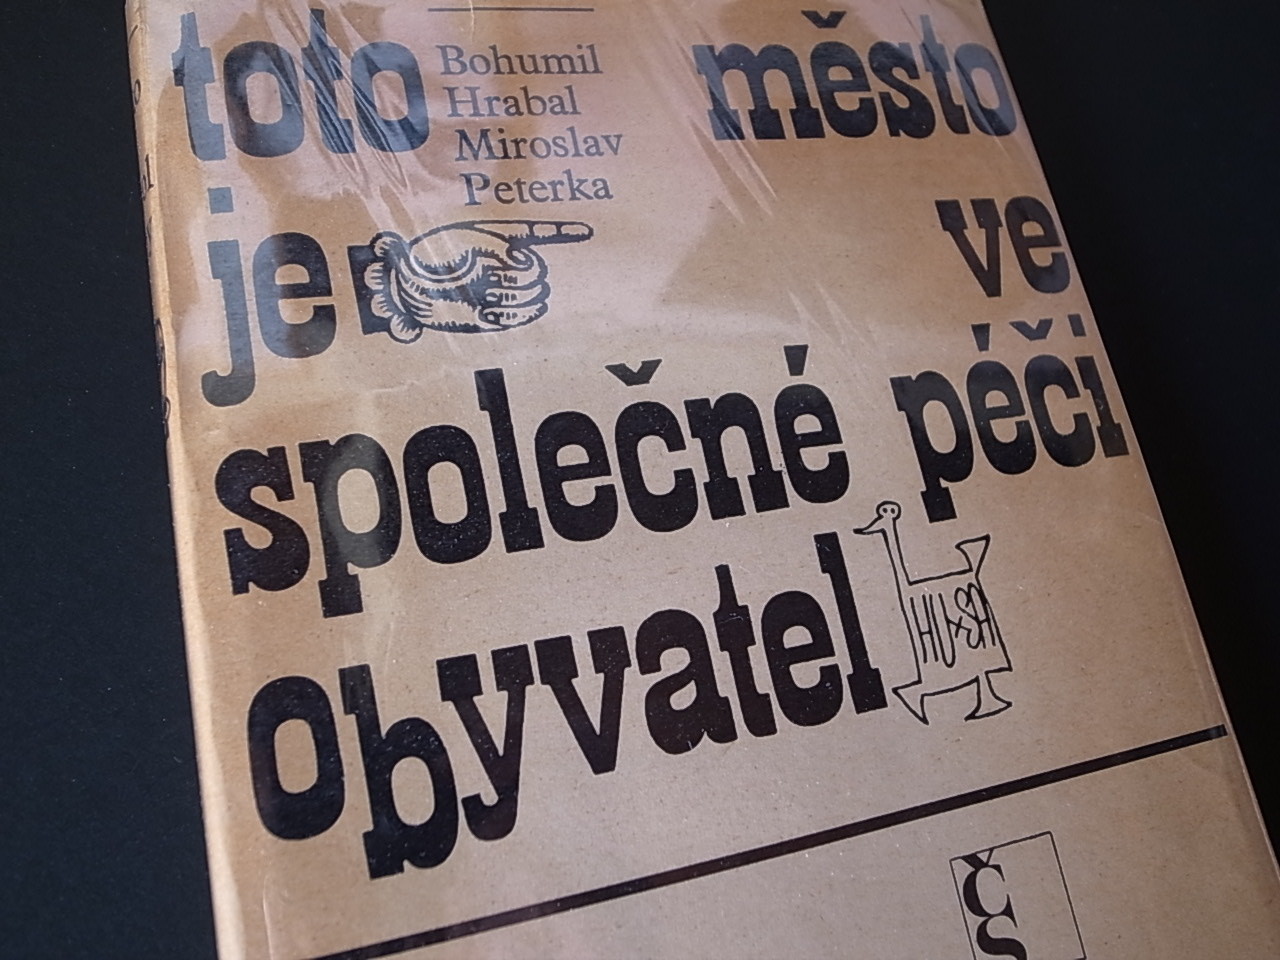 toto
Bohumil
Hrabal
Miroslav
Peterka
město
je ve
společné péči
obyvatel
HUSA
ČS